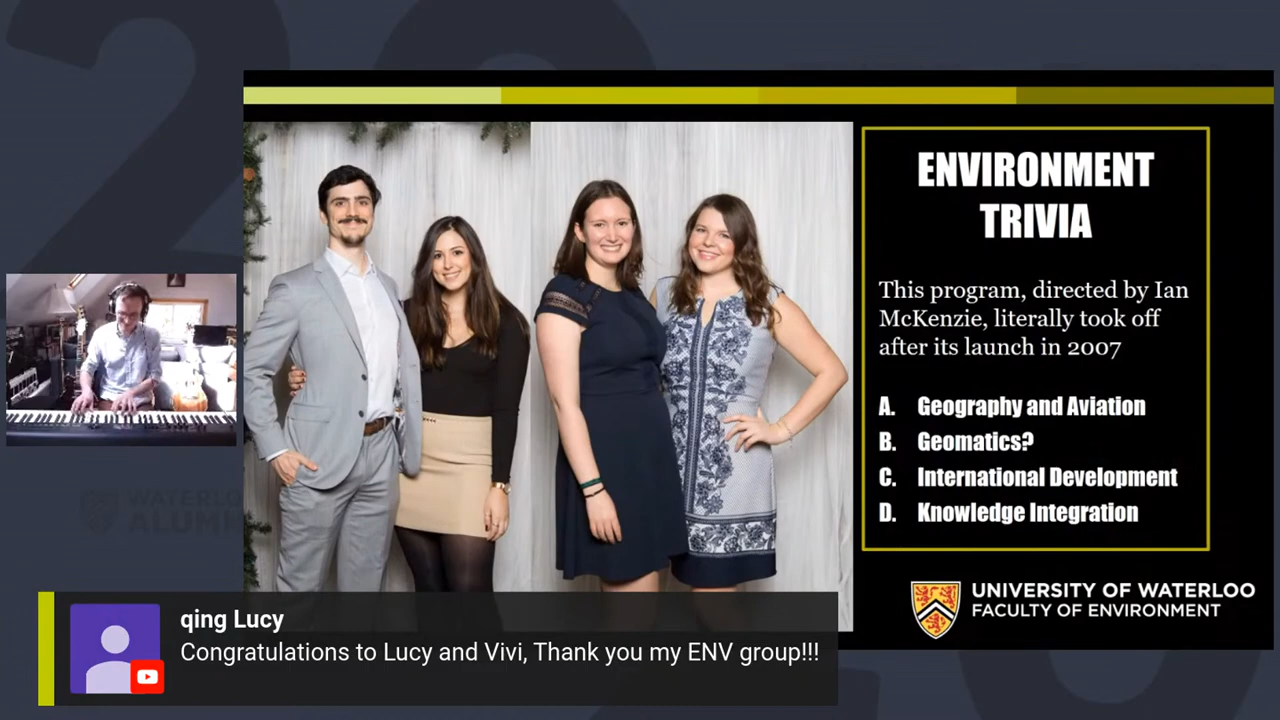 ENVIRONMENT
TRIVIA
This program, directed by Ian
McKenzie, literally took off
after its launch in 2007
A. Geography and Aviation
B. Geomatics?
C. International Development
D. Knowledge Integration
UNIVERSITY OF WATERLOO
FACULTY OF ENVIRONMENT
WATERLO
ALUM
qing Lucy
Congratulations to Lucy and Vivi, Thank you my ENV group!!!